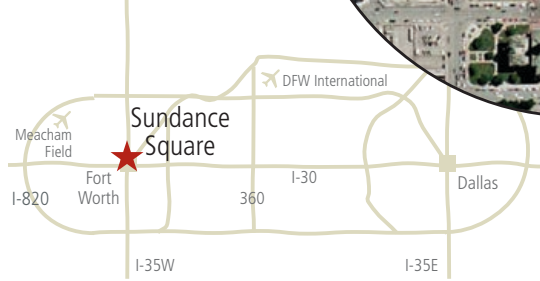 DFW International
Sundance
Square
Meacham
Field
Fort
Worth
I-30
Dallas
I-820
360
I-35W
I-35E